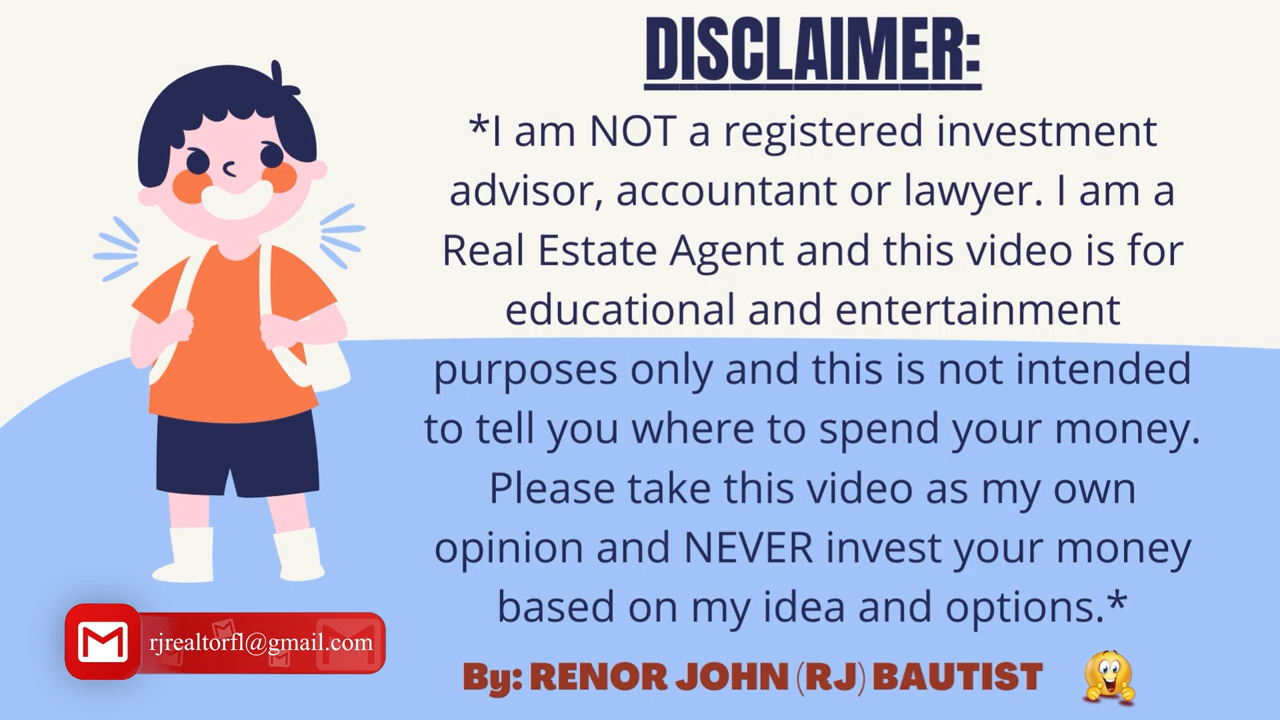 DISCLAIMER:
*I am NOT a registered investment
advisor, accountant or lawyer. I am a
Real Estate Agent and this video is for
educational and entertainment
purposes only and this is not intended
to tell you where to spend your money.
Please take this video as my own
opinion and NEVER invest your money
based on my idea and options.*
rjrealtorfl@gmail.com
By: RENOR JOHN (RJ) BAUTIST